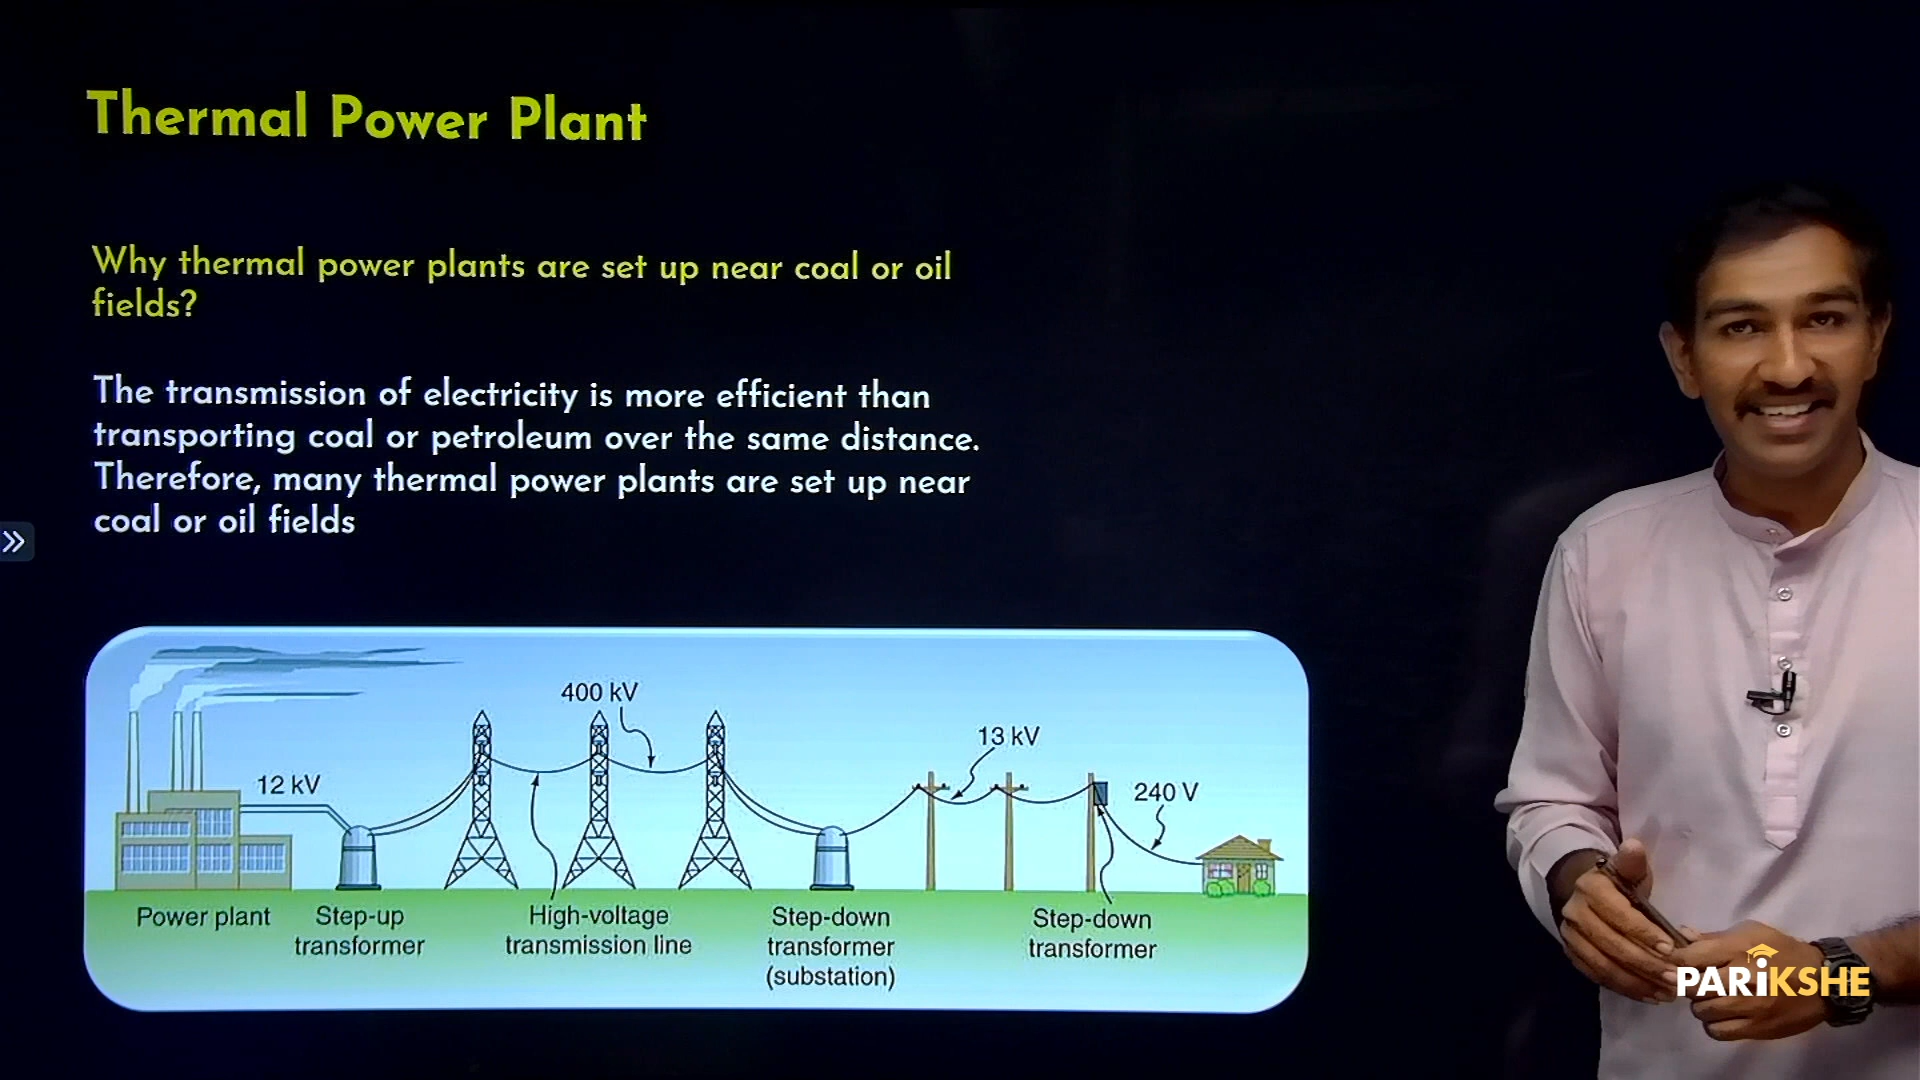 Thermal Power Plant
Why thermal power plants are set up near coal or oil
fields?
The transmission of electricity is more efficient than
transporting coal or petroleum over the same distance.
Therefore, many thermal power plants are set up near
coal or oil fields
400 kV
13 kV
12 kV
240 V
Power plant
Step-up
transformer
High-voltage
transmission line
Step-down
transformer
(substation)
Step-down
transformer
PARiKSHE